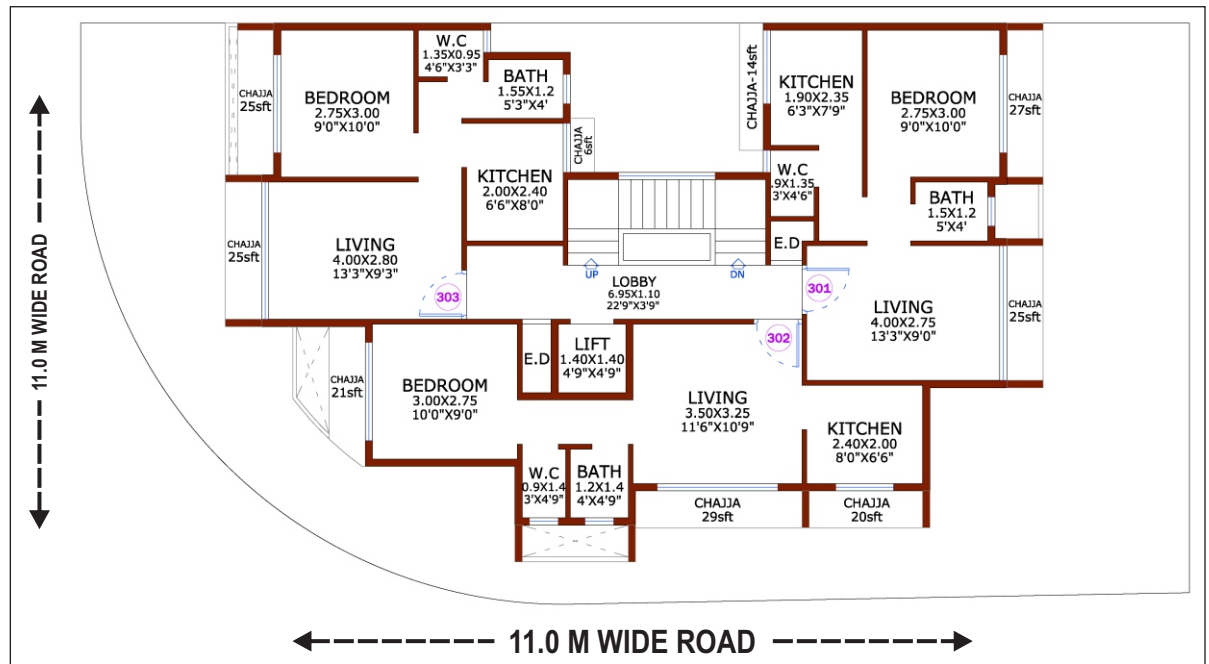 W.C
1.35X0.95
4'6"X3'3"
BATH
1.55X1.2
5'3"X4'
CHAJJA
25sft
BEDROOM
2.75X3.00
9'0"X10'0"
CHAJJA
6sft
KITCHEN
2.00X2.40
6'6"X8'0"
CHAJJA-14sft
KITCHEN
1.90X2.35
6'3"X7'9"
BEDROOM
2.75X3.00
9'0"X10'0"
CHAJJA
27sft
W.C
.9X1.35
3'X4'6"
BATH
1.5X1.2
5'X4'
E.D
CHAJJA
25sft
LIVING
4.00X2.80
13'3"X9'3"
303
UP
DN
LOBBY
6.95X1.10
22'9"X3'9"
301
LIVING
4.00X2.75
13'3"X9'0"
CHAJJA
25sft
302
E.D
LIFT
1.40X1.40
4'9"X4'9"
CHAJJA
21sft
BEDROOM
3.00X2.75
10'0"X9'0"
LIVING
3.50X3.25
11'6"X10'9"
KITCHEN
2.40X2.00
8'0"X6'6"
W.C
0.9X1.4
3'X4'9"
BATH
1.2X1.4
4'X4'9"
CHAJJA
29sft
CHAJJA
20sft
11.0 M WIDE ROAD
11.0 M WIDE ROAD